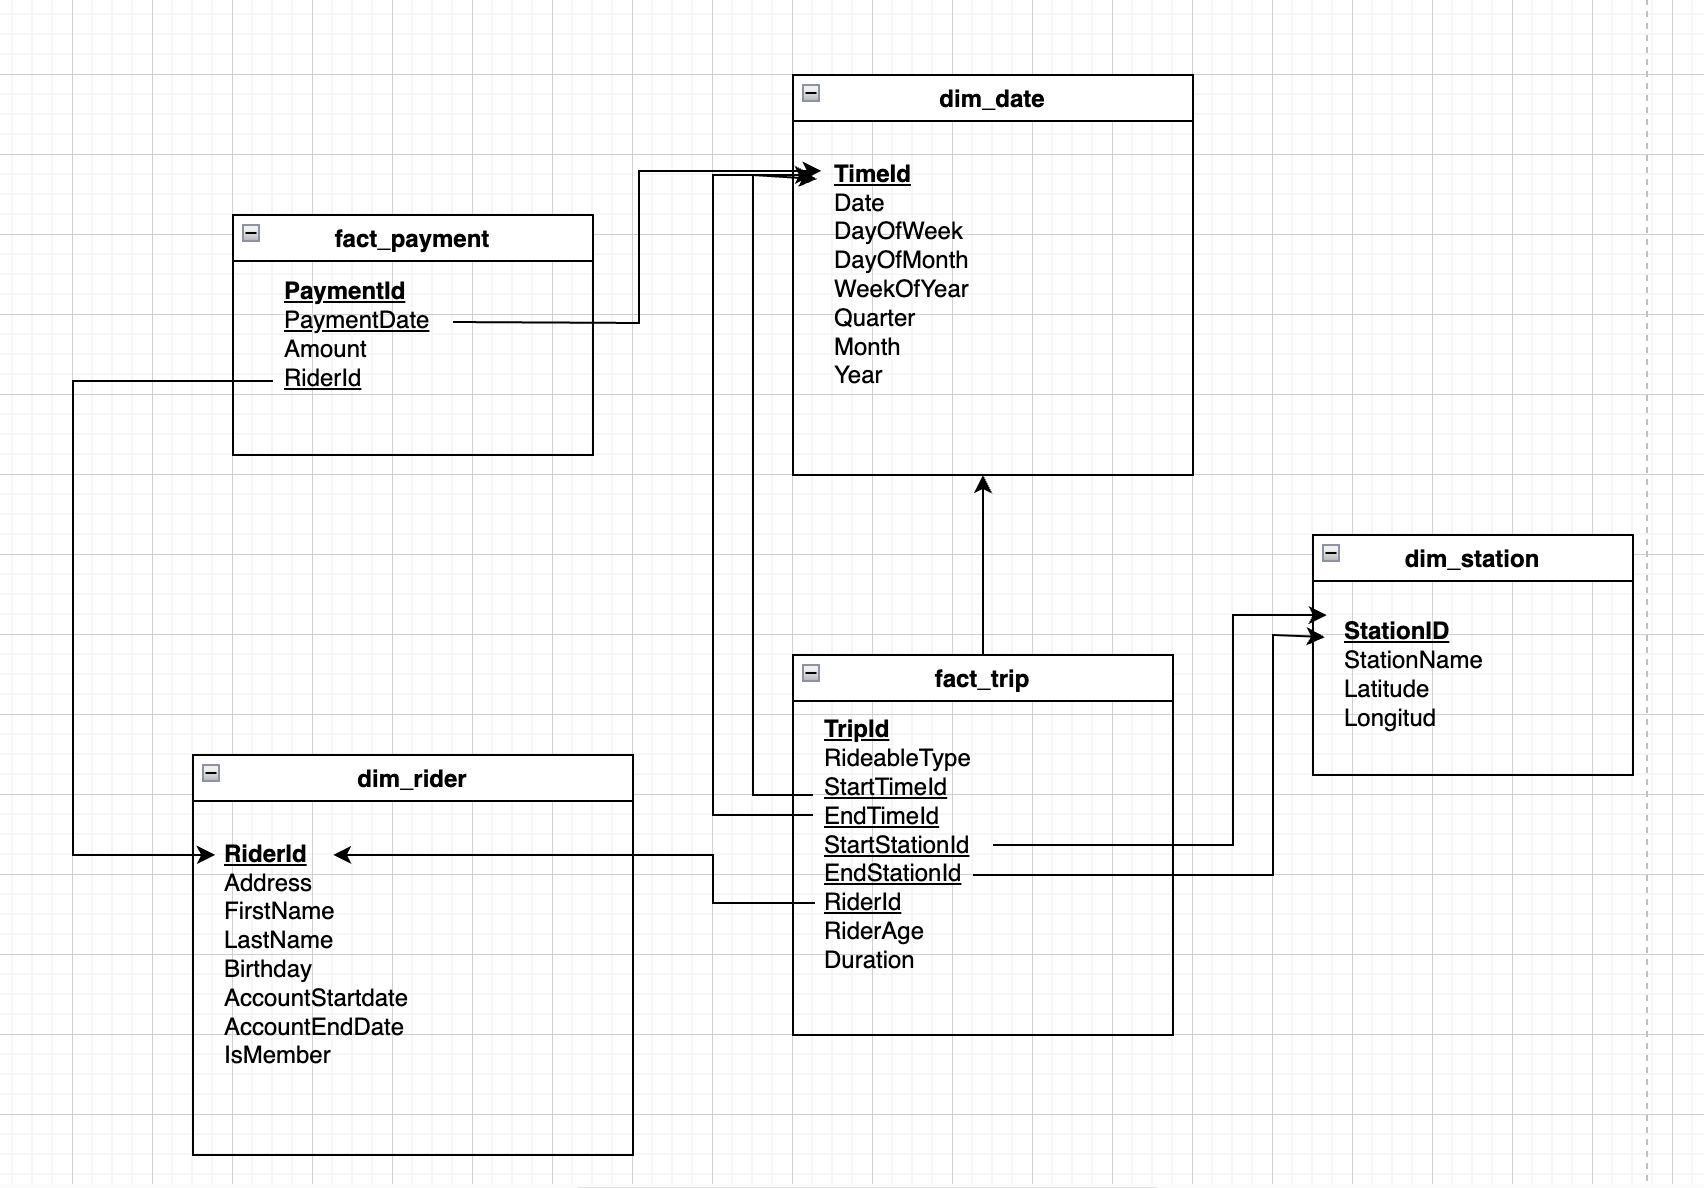 dim_date
TimeId
Date
DayOfWeek
DayOfMonth
WeekOfYear
Quarter
Month
Year
fact_payment
PaymentId
PaymentDate
Amount
RiderId
dim_station
StationID
StationName
Latitude
Longitud
fact_trip
TripId
RideableType
StartTimeId
EndTimeId
StartStationId
EndStationId
RiderId
RiderAge
Duration
dim_rider
RiderId
Address
FirstName
LastName
Birthday
AccountStartdate
AccountEndDate
IsMember